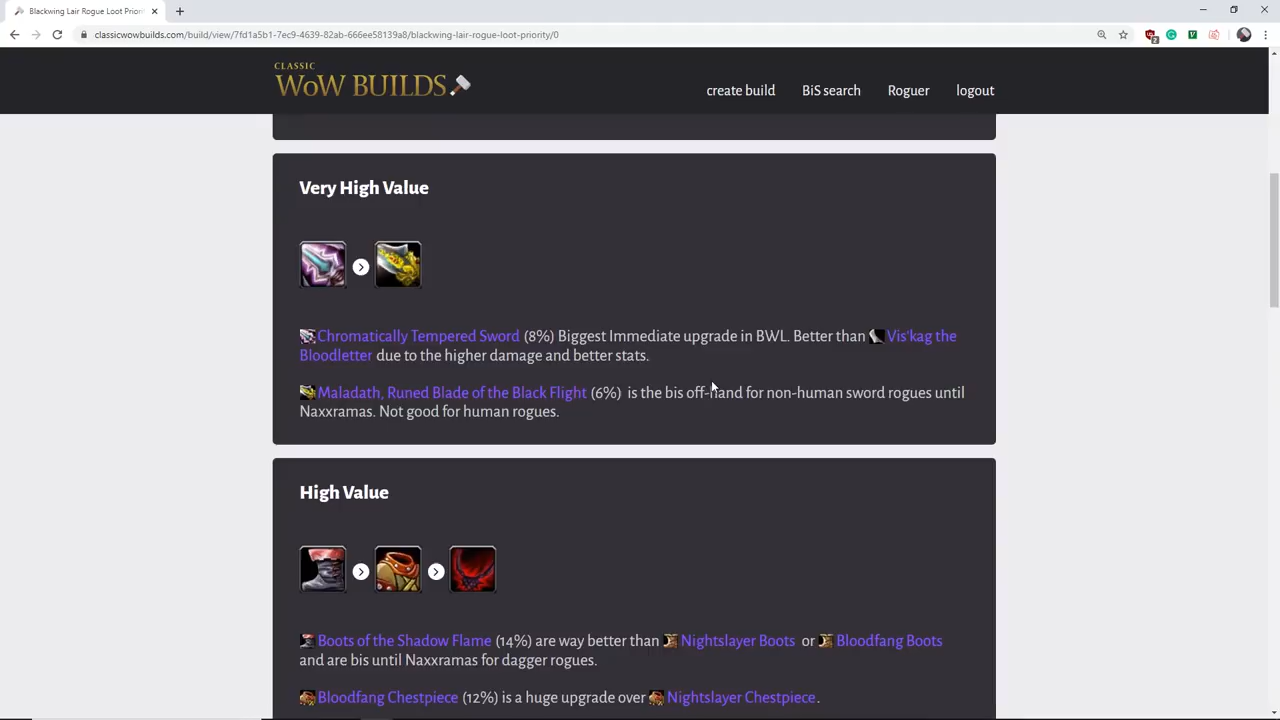 Blackwing Lair Rogue Loot Priorit
classicwowbuilds.com/build/view/7fd1a5b1-7ec9-4639-82ab-666ee58139a8/blackwing-lair-rogue-loot-priority/0
CLASSIC
WoW BUILDS
create build
BiS search
Roguer
logout
Very High Value
Chromatically Tempered Sword (8%) Biggest Immediate upgrade in BWL. Better than Vis'kag the
Bloodletter due to the higher damage and better stats.
Maladath, Runed Blade of the Black Flight (6%) is the bis off-hand for non-human sword rogues until
Naxxramas. Not good for human rogues.
High Value
Boots of the Shadow Flame (14%) are way better than Nightslayer Boots or Bloodfang Boots
and are bis until Naxxramas for dagger rogues.
Bloodfang Chestpiece (12%) is a huge upgrade over Nightslayer Chestpiece.